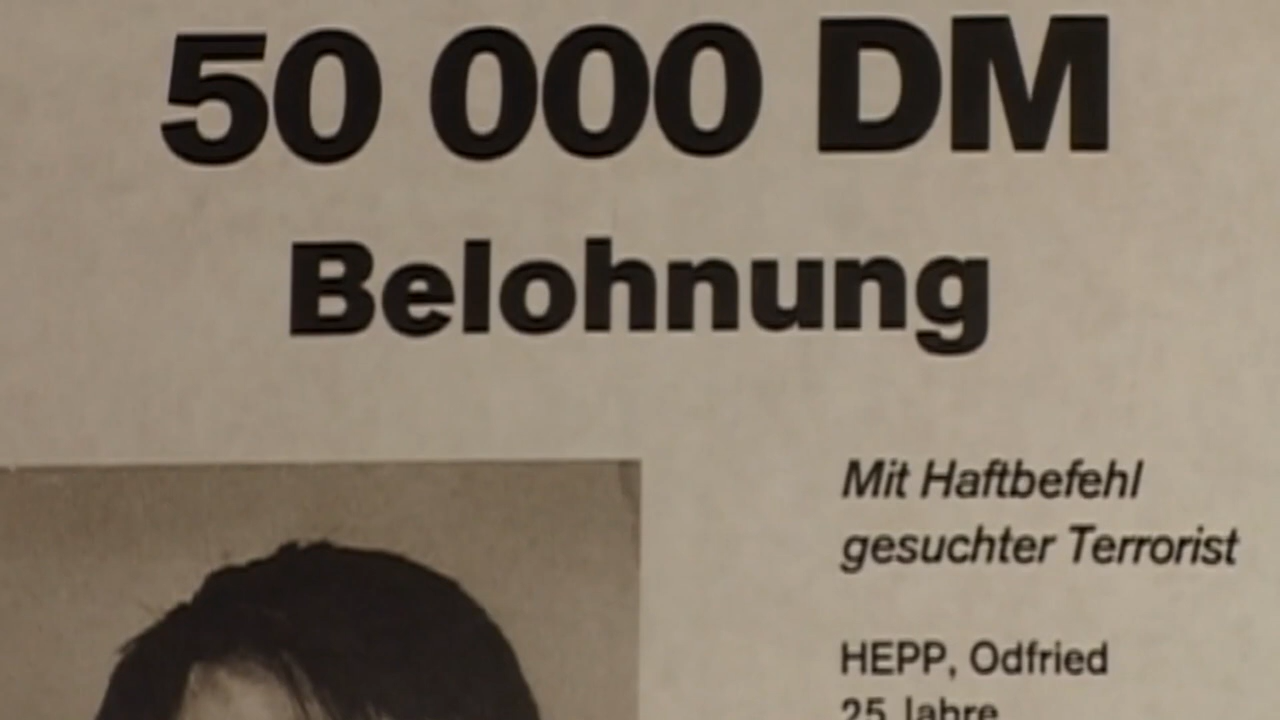 50 000 DM
Belohnung
Mit Haftbefehl
gesuchter Terrorist
HEPP, Odfried
25 Jahre